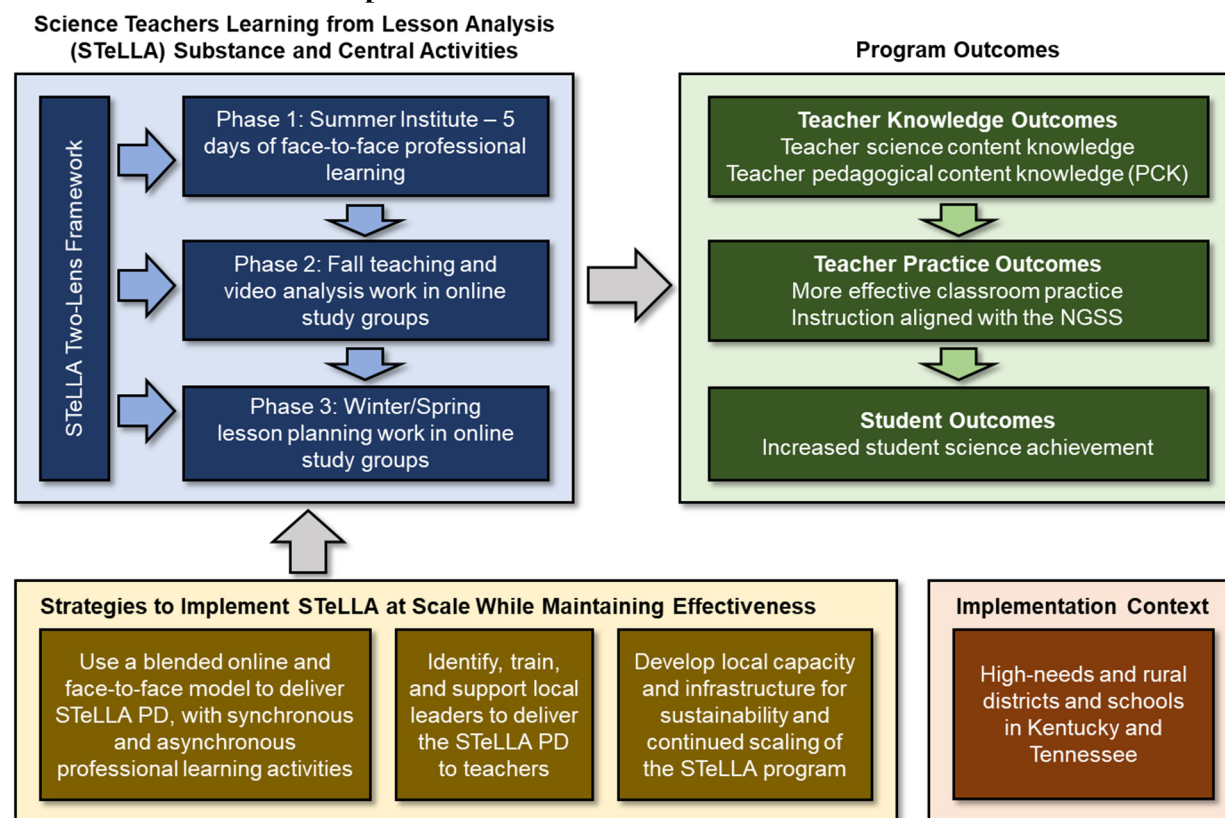 Science Teachers Learning from Lesson Analysis
(STeLLA) Substance and Central Activities
STeLLA Two-Lens Framework
Phase 1: Summer Institute – 5
days of face-to-face professional
learning
Phase 2: Fall teaching and
video analysis work in online
study groups
Phase 3: Winter/Spring
lesson planning work in online
study groups
Program Outcomes
Teacher Knowledge Outcomes
Teacher science content knowledge
Teacher pedagogical content knowledge (PCK)
Teacher Practice Outcomes
More effective classroom practice
Instruction aligned with the NGSS
Student Outcomes
Increased student science achievement
Strategies to Implement STeLLA at Scale While Maintaining Effectiveness
Use a blended online and
face-to-face model to deliver
STeLLA PD, with synchronous
and asynchronous
professional learning activities
Identify, train,
and support local
leaders to deliver
the STeLLA PD
to teachers
Develop local capacity
and infrastructure for
sustainability and
continued scaling of
the STeLLA program
Implementation Context
High-needs and rural
districts and schools
in Kentucky and
Tennessee